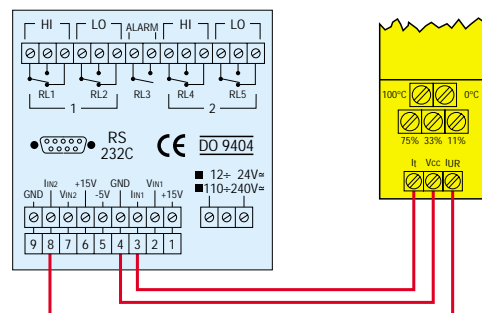 HI LO ALARM HI LO
RL1 RL2 RL3 RL4 RL5
1 2
RS
232C
CE
DO 9404
12÷ 24V≂
110÷240V≂
IIN2 +15V GND VIN1
GND VIN2 -5V IIN1 +15V
9 8 7 6 5 4 3 2 1
100°C 0°C
75% 33% 11%
It Vcc IUR